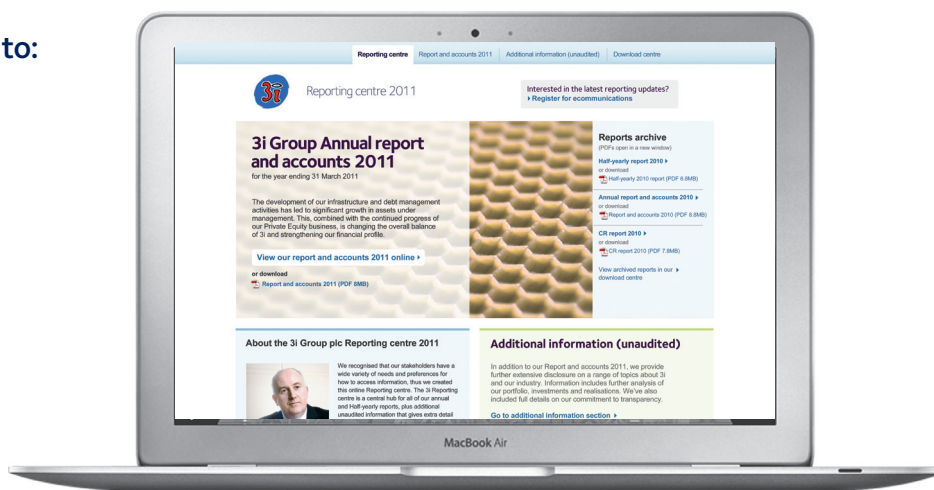 to:
Reporting centre
Report and accounts 2011
Additional information (unaudited)
Download centre
3i
Reporting centre 2011
Interested in the latest reporting updates?
Register for ecommunications
3i Group Annual report
and accounts 2011
for the year ending 31 March 2011
The development of our infrastructure and debt management
activities has led to significant growth in assets under
management. This, combined with the continued progress of
our Private Equity business, is changing the overall balance
of 3i and strengthening our financial profile.
View our report and accounts 2011 online
or download
Report and accounts 2011 (PDF 8MB)
Reports archive
(PDFs open in a new window)
Half-yearly report 2010
or download
Half-yearly 2010 report (PDF 6.8MB)
Annual report and accounts 2010
or download
Report and accounts 2010 (PDF 8.8MB)
CR report 2010
or download
CR report 2010 (PDF 7.8MB)
View archived reports in our
download centre
About the 3i Group plc Reporting centre 2011
We recognised that our stakeholders have a
wide variety of needs and preferences for
how to access information, thus we created
this online Reporting centre. The 3i Reporting
centre is a central hub for all of our annual
and Half-yearly reports, plus additional
unaudited information that gives extra detail
Additional information (unaudited)
In addition to our Report and accounts 2011, we provide
further extensive disclosure on a range of topics about 3i
and our industry. Information includes further analysis of
our portfolio, investments and realisations. We've also
included full details on our commitment to transparency.
Go to additional information section
MacBook Air